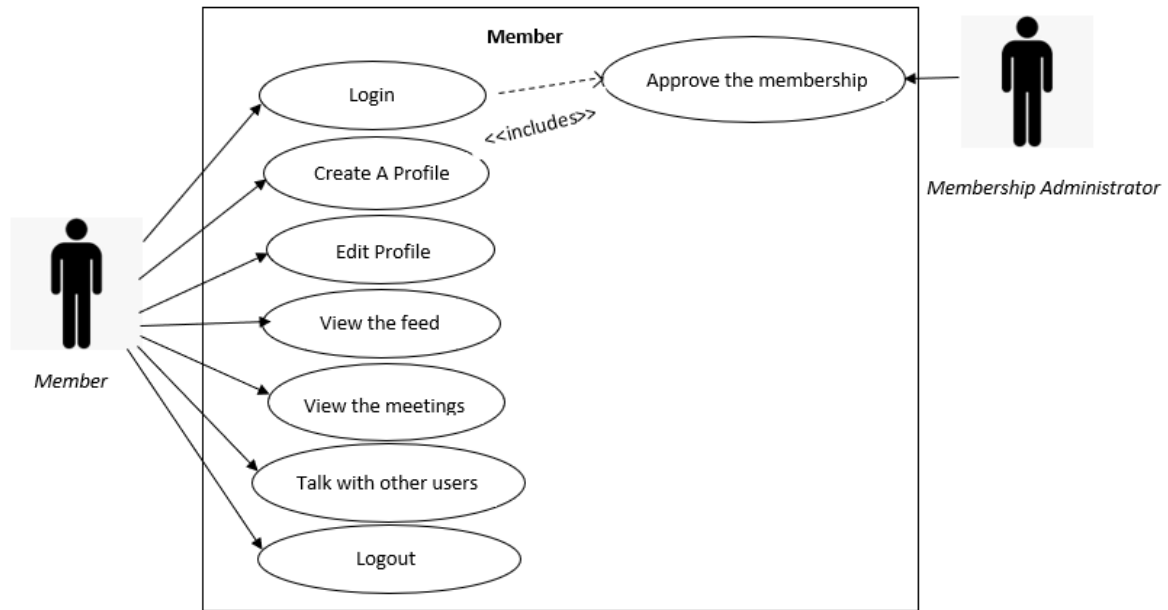 Member
Login
Approve the membership
<<includes>>
Create A Profile
Membership Administrator
Edit Profile
View the feed
Member
View the meetings
Talk with other users
Logout